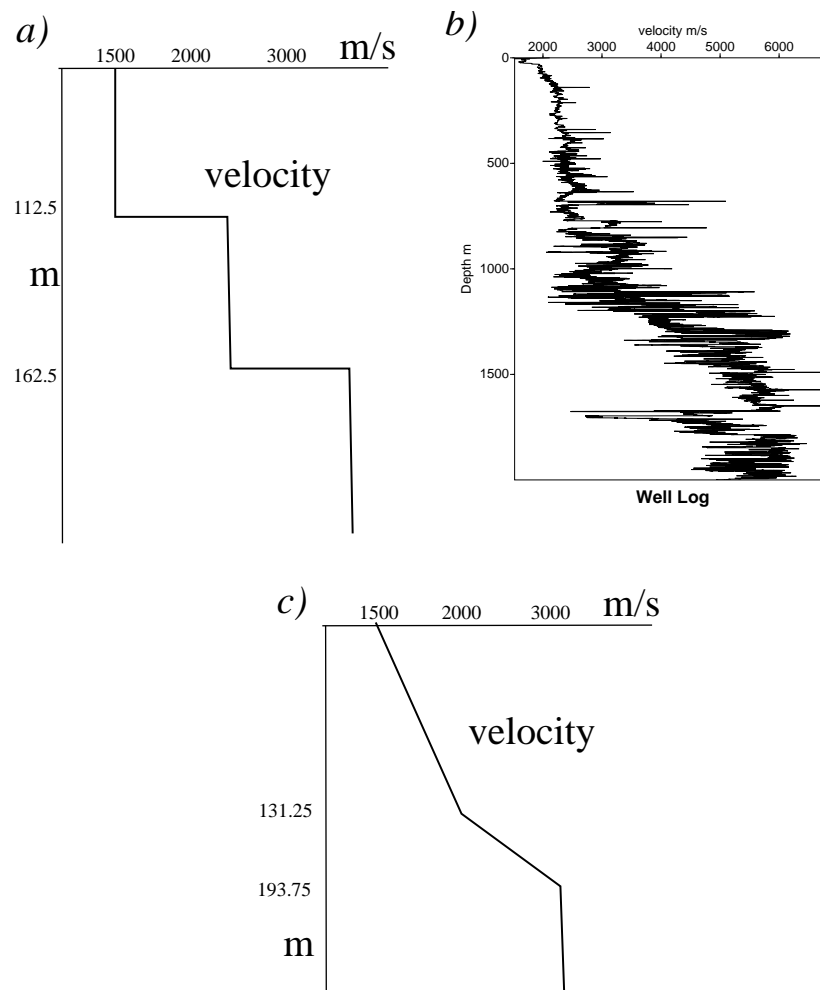 a)
1500 2000 3000 m/s
velocity
112.5
m
162.5
b)
velocity m/s
2000 3000 4000 5000 6000
0
500
1000
1500
Depth m
Well Log
c)
1500 2000 3000 m/s
velocity
131.25
193.75
m